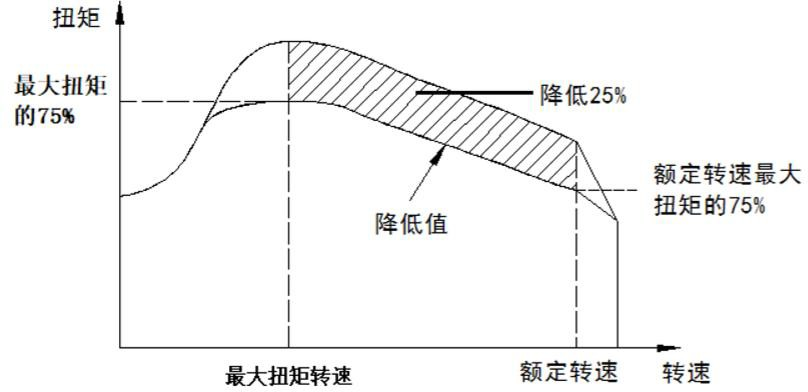 扭矩
最大扭矩
的75%
降低25%
额定转速最大
扭矩的75%
降低值
最大扭矩转速
额定转速
转速